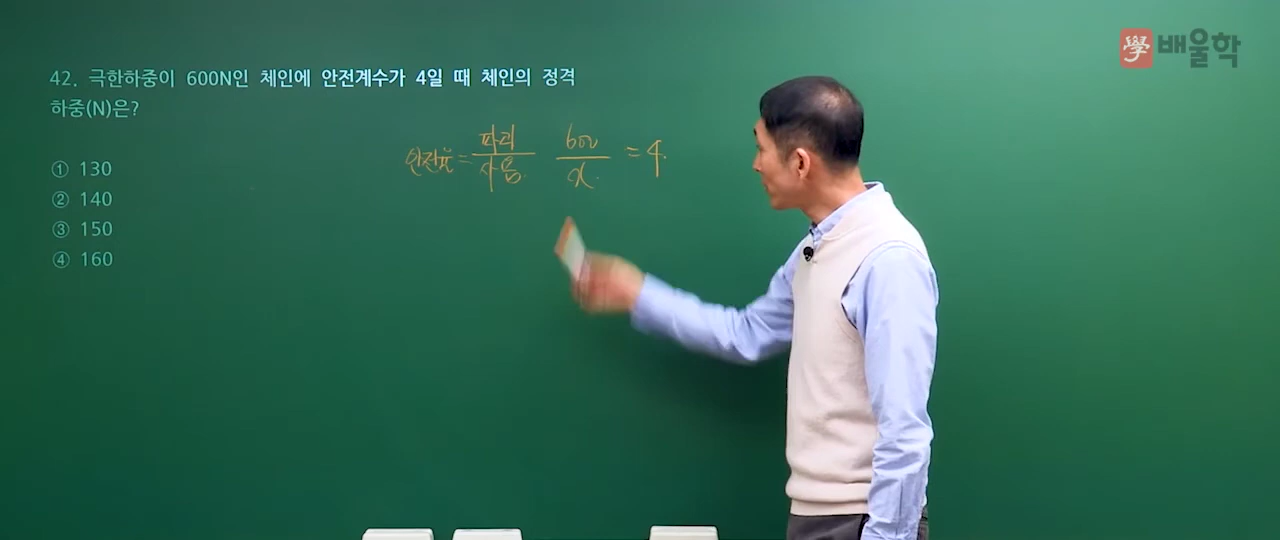 學 배울학
42. 극한하중이 600N인 체인에 안전계수가 4일 때 체인의 정격
하중(N)은?
① 130
② 140
③ 150
④ 160
안전율 = 파괴 / 사용 600 / x = 4